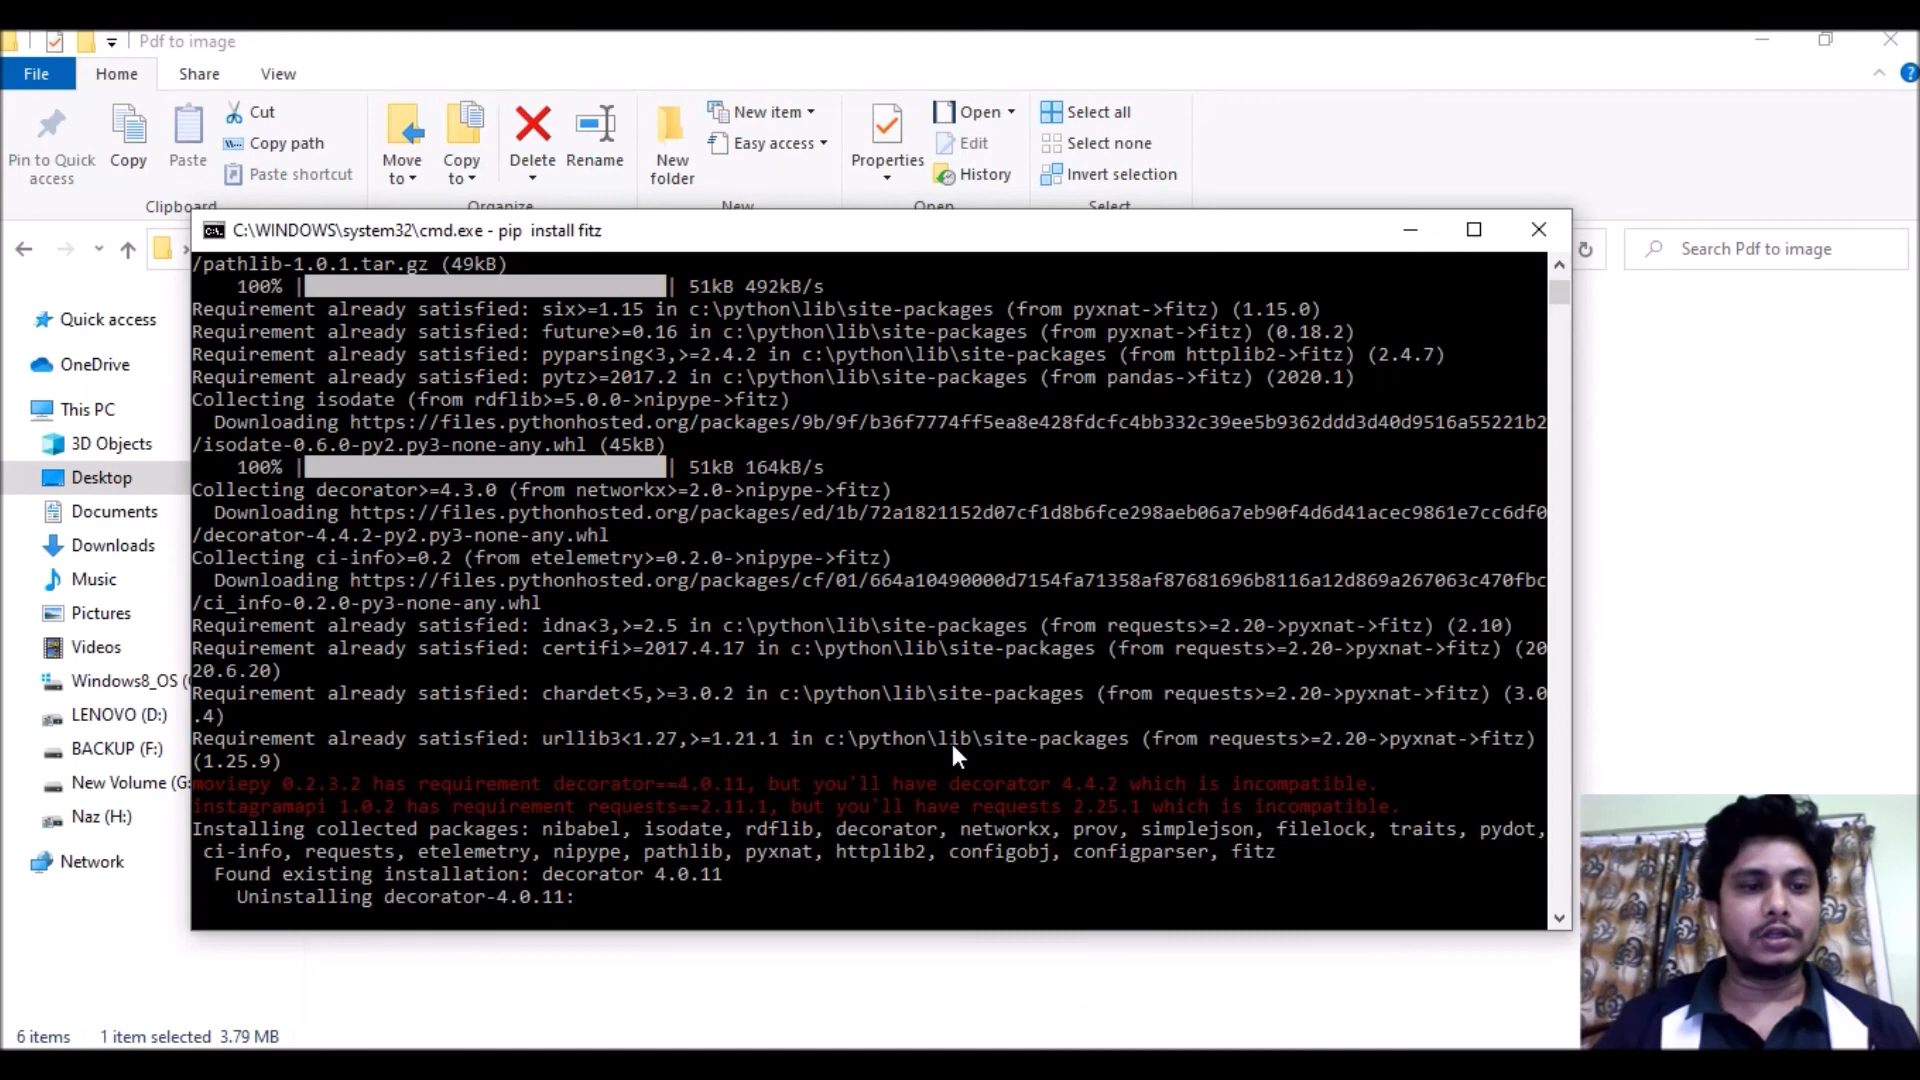 Pdf to image
File
Home
Share
View
Pin to Quick access
Copy
Paste
Cut
Copy path
Paste shortcut
Move to
Copy to
Delete
Rename
New folder
New item
Easy access
Properties
Open
Edit
History
Select all
Select none
Invert selection
Clipboard
Organize
New
Open
Select
Search Pdf to image
C:\WINDOWS\system32\cmd.exe - pip  install fitz
/pathlib-1.0.1.tar.gz (49kB)
100% | | 51kB 492kB/s
Requirement already satisfied: six>=1.15 in c:\python\lib\site-packages (from pyxnat->fitz) (1.15.0)
Requirement already satisfied: future>=0.16 in c:\python\lib\site-packages (from pyxnat->fitz) (0.18.2)
Requirement already satisfied: pyparsing<3,>=2.4.2 in c:\python\lib\site-packages (from httplib2->fitz) (2.4.7)
Requirement already satisfied: pytz>=2017.2 in c:\python\lib\site-packages (from pandas->fitz) (2020.1)
Collecting isodate (from rdflib>=5.0.0->nipype->fitz)
Downloading https://files.pythonhosted.org/packages/9b/9f/b36f7774ff5ea8e428fdcfc4bb332c39ee5b9362ddd3d40d9516a55221b2
/isodate-0.6.0-py2.py3-none-any.whl (45kB)
100% | | 51kB 164kB/s
Collecting decorator>=4.3.0 (from networkx>=2.0->nipype->fitz)
Downloading https://files.pythonhosted.org/packages/ed/1b/72a1821152d07cf1d8b6fce298aeb06a7eb90f4d6d41acec9861e7cc6df0
/decorator-4.4.2-py2.py3-none-any.whl
Collecting ci-info>=0.2 (from etelemetry>=0.2.0->nipype->fitz)
Downloading https://files.pythonhosted.org/packages/cf/01/664a10490000d7154fa71358af87681696b8116a12d869a267063c470fbc
/ci_info-0.2.0-py3-none-any.whl
Requirement already satisfied: idna<3,>=2.5 in c:\python\lib\site-packages (from requests>=2.20->pyxnat->fitz) (2.10)
Requirement already satisfied: certifi>=2017.4.17 in c:\python\lib\site-packages (from requests>=2.20->pyxnat->fitz) (20
20.6.20)
Requirement already satisfied: chardet<5,>=3.0.2 in c:\python\lib\site-packages (from requests>=2.20->pyxnat->fitz) (3.0
.4)
Requirement already satisfied: urllib3<1.27,>=1.21.1 in c:\python\lib\site-packages (from requests>=2.20->pyxnat->fitz)
(1.25.9)
moviepy 0.2.3.2 has requirement decorator==4.0.11, but you'll have decorator 4.4.2 which is incompatible.
instagramapi 1.0.2 has requirement requests==2.11.1, but you'll have requests 2.25.1 which is incompatible.
Installing collected packages: nibabel, isodate, rdflib, decorator, networkx, prov, simplejson, filelock, traits, pydot,
ci-info, requests, etelemetry, nipype, pathlib, pyxnat, httplib2, configobj, configparser, fitz
Found existing installation: decorator 4.0.11
Uninstalling decorator-4.0.11:
Quick access
OneDrive
This PC
3D Objects
Desktop
Documents
Downloads
Music
Pictures
Videos
Windows8_OS (
LENOVO (D:)
BACKUP (F:)
New Volume (G:
Naz (H:)
Network
6 items
1 item selected  3.79 MB